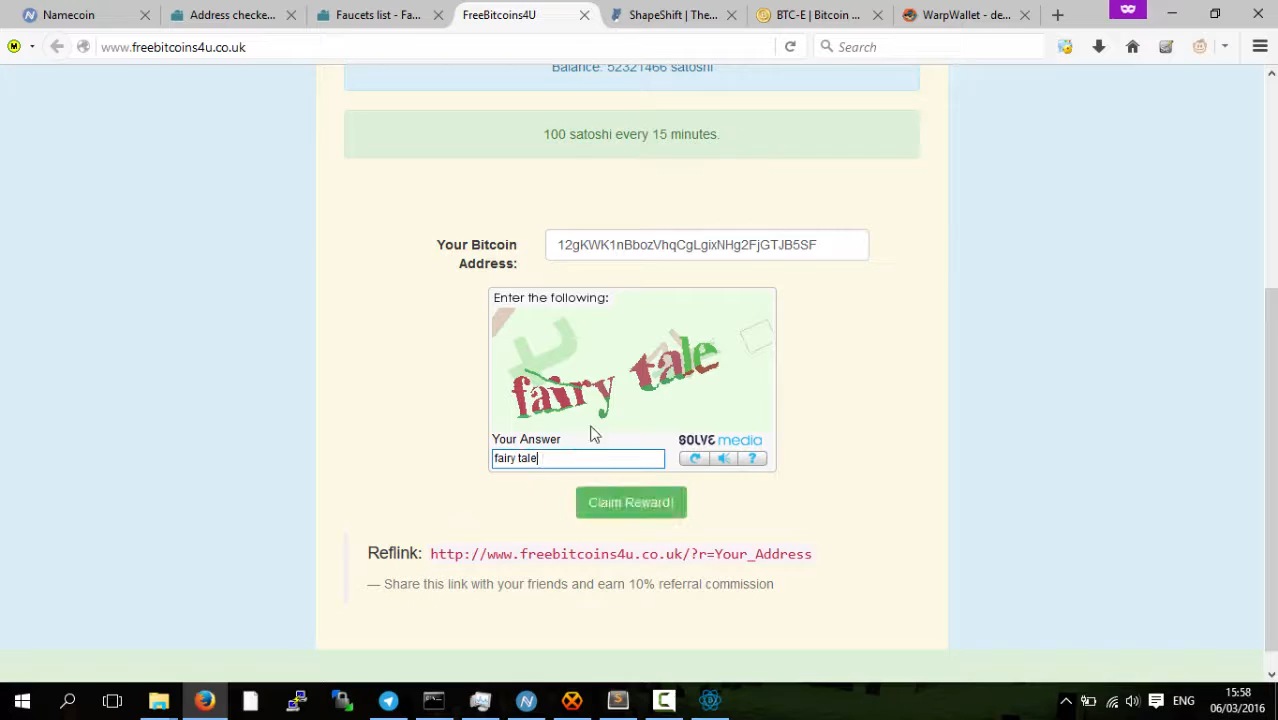 Namecoin
Address checke...
Faucets list - Fa...
FreeBitcoins4U
ShapeShift | The...
BTC-E | Bitcoin ...
WarpWallet - de...
www.freebitcoins4u.co.uk
Search
Balance: 52321466 satoshi
100 satoshi every 15 minutes.
Your Bitcoin
Address:
12gKWK1nBbozVhqCgLgixNHg2FjGTJB5SF
Enter the following:
fairy tale
Your Answer
SOLVE media
fairy tale
?
Claim Reward!
Reflink: http://www.freebitcoins4u.co.uk/?r=Your_Address
— Share this link with your friends and earn 10% referral commission
ENG
15:58
06/03/2016